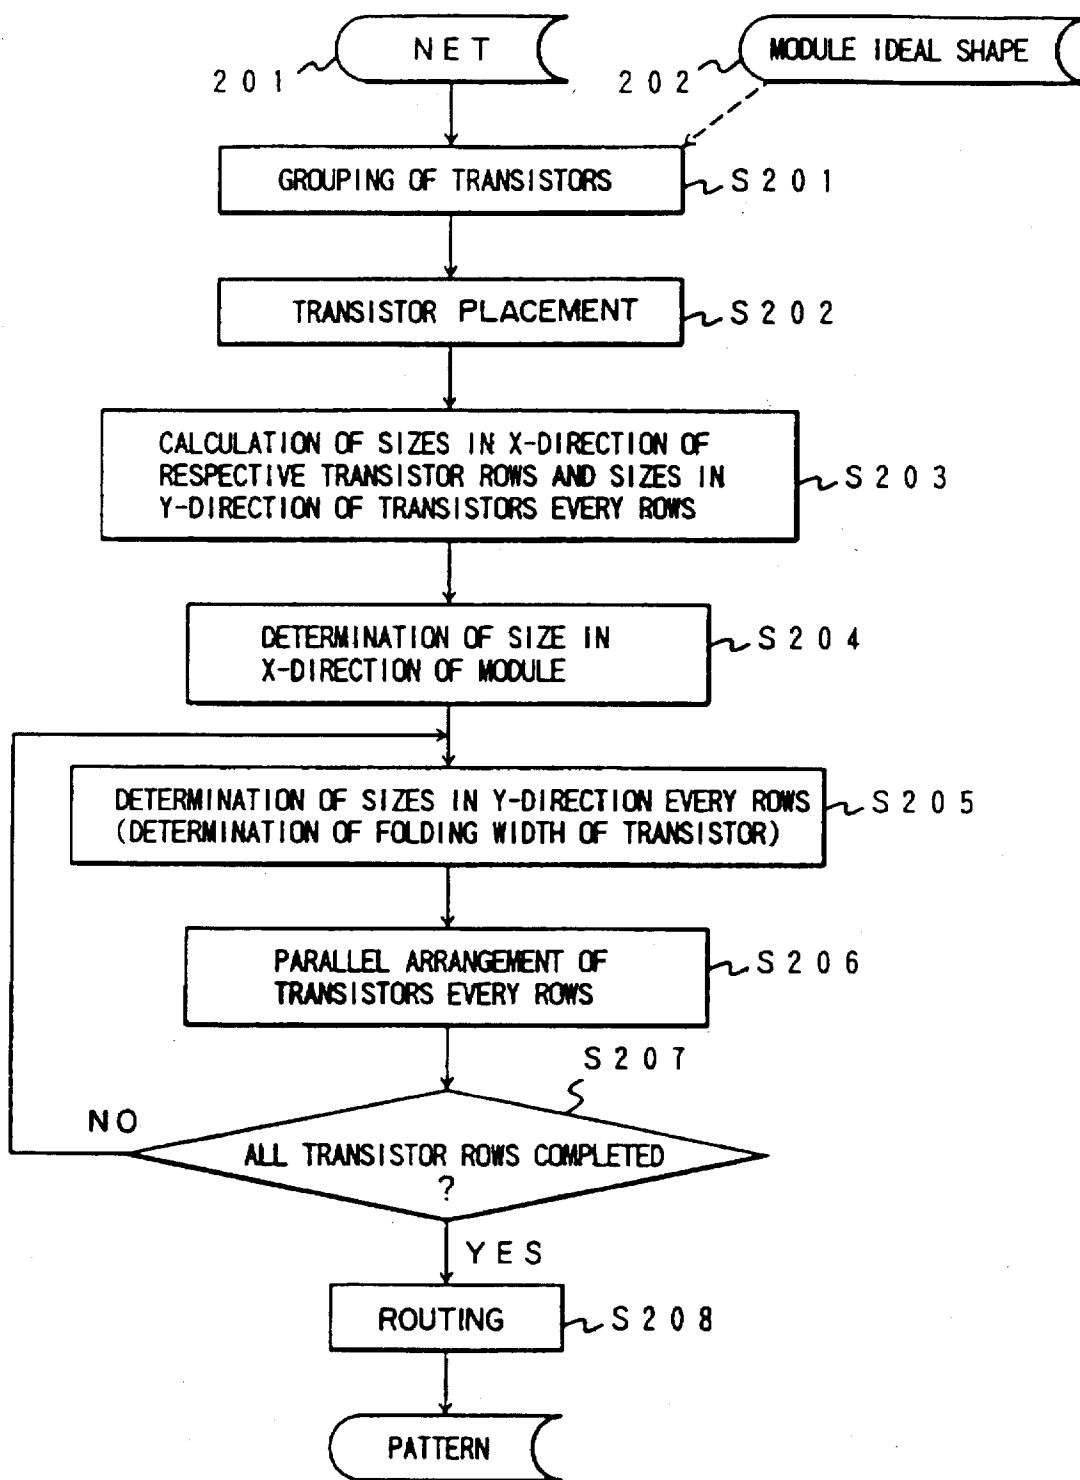 NET
201
MODULE IDEAL SHAPE
202
GROUPING OF TRANSISTORS
S201
TRANSISTOR PLACEMENT
S202
CALCULATION OF SIZES IN X-DIRECTION OF
RESPECTIVE TRANSISTOR ROWS AND SIZES IN
Y-DIRECTION OF TRANSISTORS EVERY ROWS
S203
DETERMINATION OF SIZE IN
X-DIRECTION OF MODULE
S204
DETERMINATION OF SIZES IN Y-DIRECTION EVERY ROWS
(DETERMINATION OF FOLDING WIDTH OF TRANSISTOR)
S205
PARALLEL ARRANGEMENT OF
TRANSISTORS EVERY ROWS
S206
S207
NO
ALL TRANSISTOR ROWS COMPLETED
?
YES
ROUTING
S208
PATTERN